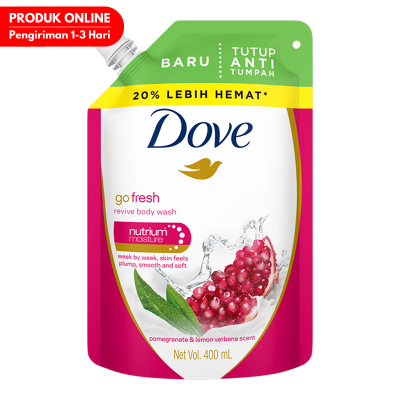 PRODUK ONLINE
Pengiriman 1-3 Hari
BARU
TUTUP
ANTI
TUMPAH
20% LEBIH HEMAT*
Dove
go fresh
revive body wash
nutrium
moisture
week by week, skin feels
plump, smooth and soft
pomegranate & lemon verbena scent
Net Vol. 400 mL